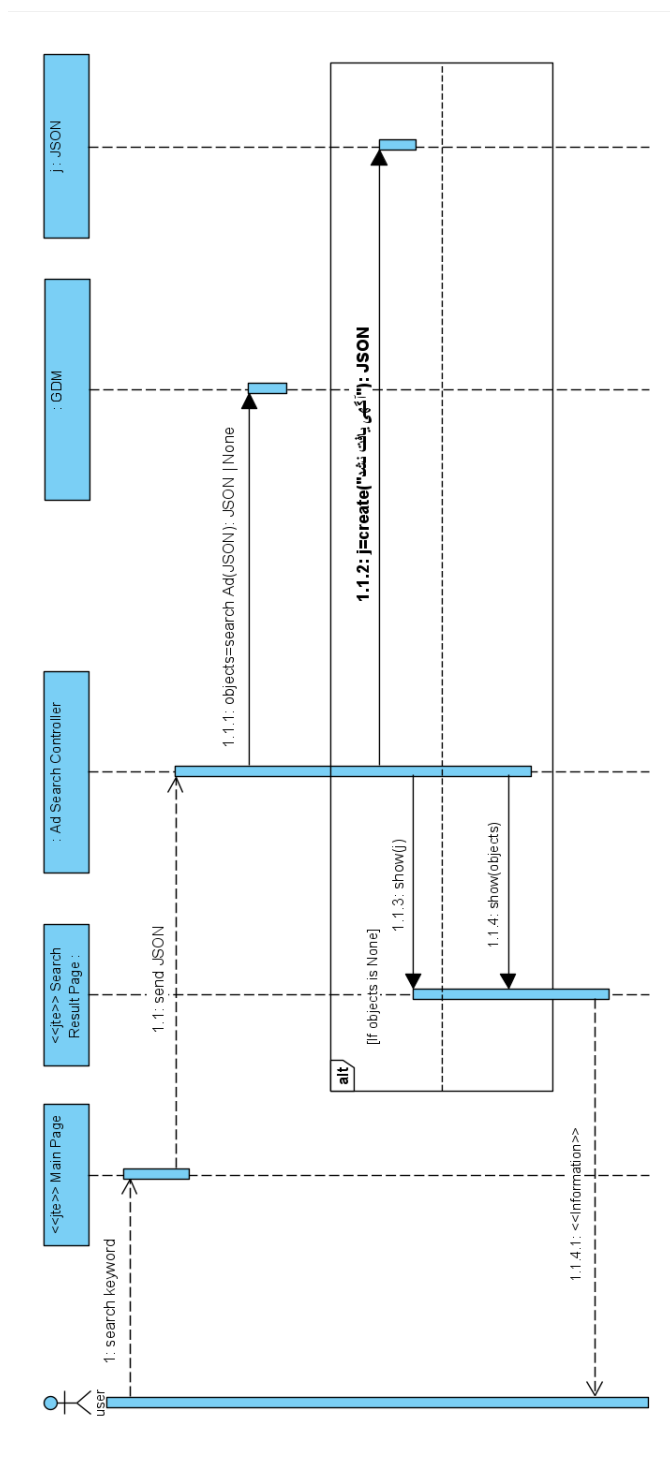 user
<<jte>> Main Page
<<jte>> Search
Result Page :
: Ad Search Controller
: GDM
j : JSON
1: search keyword
1.1: send JSON
1.1.1: objects=search Ad(JSON): JSON | None
alt
[If objects is None]
1.1.2: j=create("آگهی یافت نشد"): JSON
1.1.3: show(j)
1.1.4: show(objects)
1.1.4.1: <<Information>>